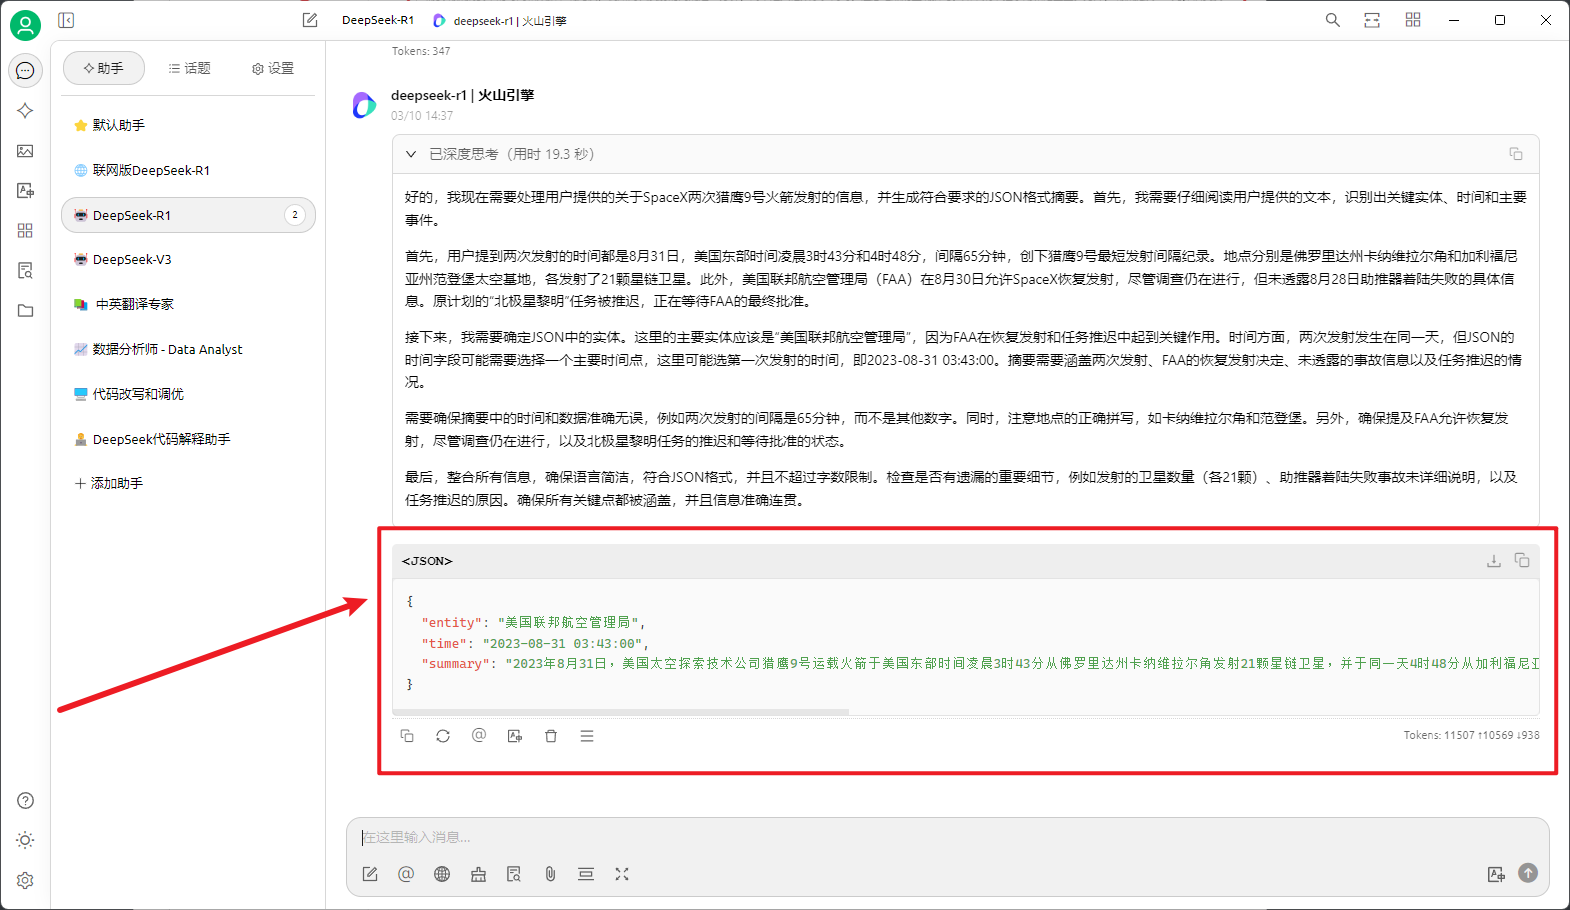 DeepSeek-R1
deepseek-r1 | 火山引擎
助手
话题
设置
默认助手
联网版DeepSeek-R1
DeepSeek-R1
2
DeepSeek-V3
中英翻译专家
数据分析师 - Data Analyst
代码改写和调优
DeepSeek代码解释助手
添加助手
Tokens: 347
deepseek-r1 | 火山引擎
03/10 14:37
已深度思考（用时 19.3 秒）
好的，我现在需要处理用户提供的关于SpaceX两次猎鹰9号火箭发射的信息，并生成符合要求的JSON格式摘要。首先，我需要仔细阅读用户提供的文本，识别出关键实体、时间和主要
事件。
首先，用户提到两次发射的时间都是8月31日，美国东部时间凌晨3时43分和4时48分，间隔65分钟，创下猎鹰9号最短发射间隔纪录。地点分别是佛罗里达州卡纳维拉尔角和加利福尼
亚州范登堡太空基地，各发射了21颗星链卫星。此外，美国联邦航空管理局（FAA）在8月30日允许SpaceX恢复发射，尽管调查仍在进行，但未透露8月28日助推器着陆失败的具体信
息。原计划的“北极星黎明”任务被推迟，正在等待FAA的最终批准。
接下来，我需要确定JSON中的实体。这里的主要实体应该是“美国联邦航空管理局”，因为FAA在恢复发射和任务推迟中起到关键作用。时间方面，两次发射发生在同一天，但JSON的
时间字段可能需要选择一个主要时间点，这里可能选第一次发射的时间，即2023-08-31 03:43:00。摘要需要涵盖两次发射、FAA的恢复发射决定、未透露的事故信息以及任务推迟的情
况。
需要确保摘要中的时间和数据准确无误，例如两次发射的间隔是65分钟，而不是其他数字。同时，注意地点的正确拼写，如卡纳维拉尔角和范登堡。另外，确保提及FAA允许恢复发
射，尽管调查仍在进行，以及北极星黎明任务的推迟和等待批准的状态。
最后，整合所有信息，确保语言简洁，符合JSON格式，并且不超过字数限制。检查是否有遗漏的重要细节，例如发射的卫星数量（各21颗）、助推器着陆失败事故未详细说明，以及
任务推迟的原因。确保所有关键点都被涵盖，并且信息准确连贯。
<JSON>
{
"entity": "美国联邦航空管理局",
"time": "2023-08-31 03:43:00",
"summary": "2023年8月31日，美国太空探索技术公司猎鹰9号运载火箭于美国东部时间凌晨3时43分从佛罗里达州卡纳维拉尔角发射21颗星链卫星，并于同一天4时48分从加利福尼亚
}
Tokens: 11507 ↑10569 ↓938
在这里输入消息...